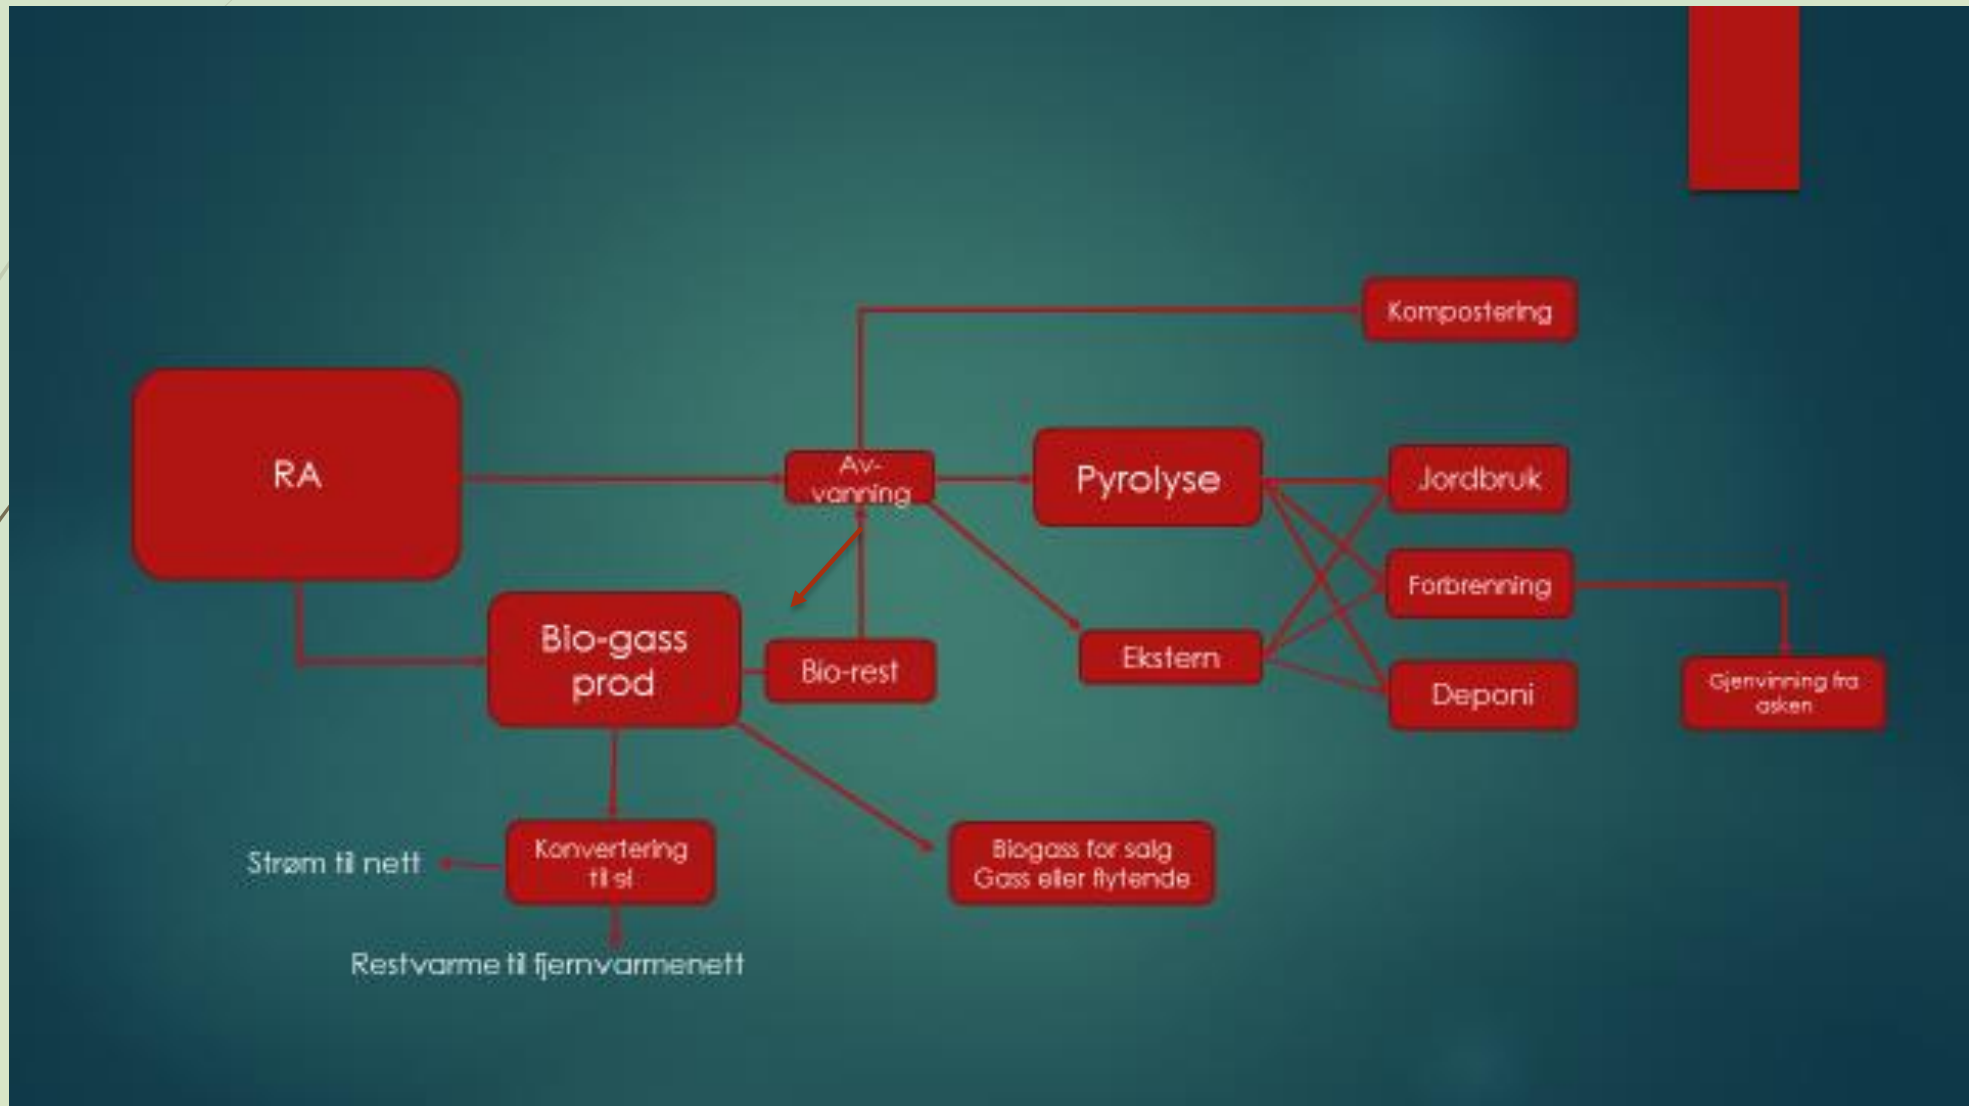 Kompostering
RA
Av-
vanning
Pyrolyse
Jordbruk
Forbrenning
Bio-gass
prod
Bio-rest
Ekstern
Deponi
Gjenvinning fra
asken
Strøm til nett
Konvertering
til el
Biogass for salg
Gass eller flytende
Restvarme til fjernvarmenett